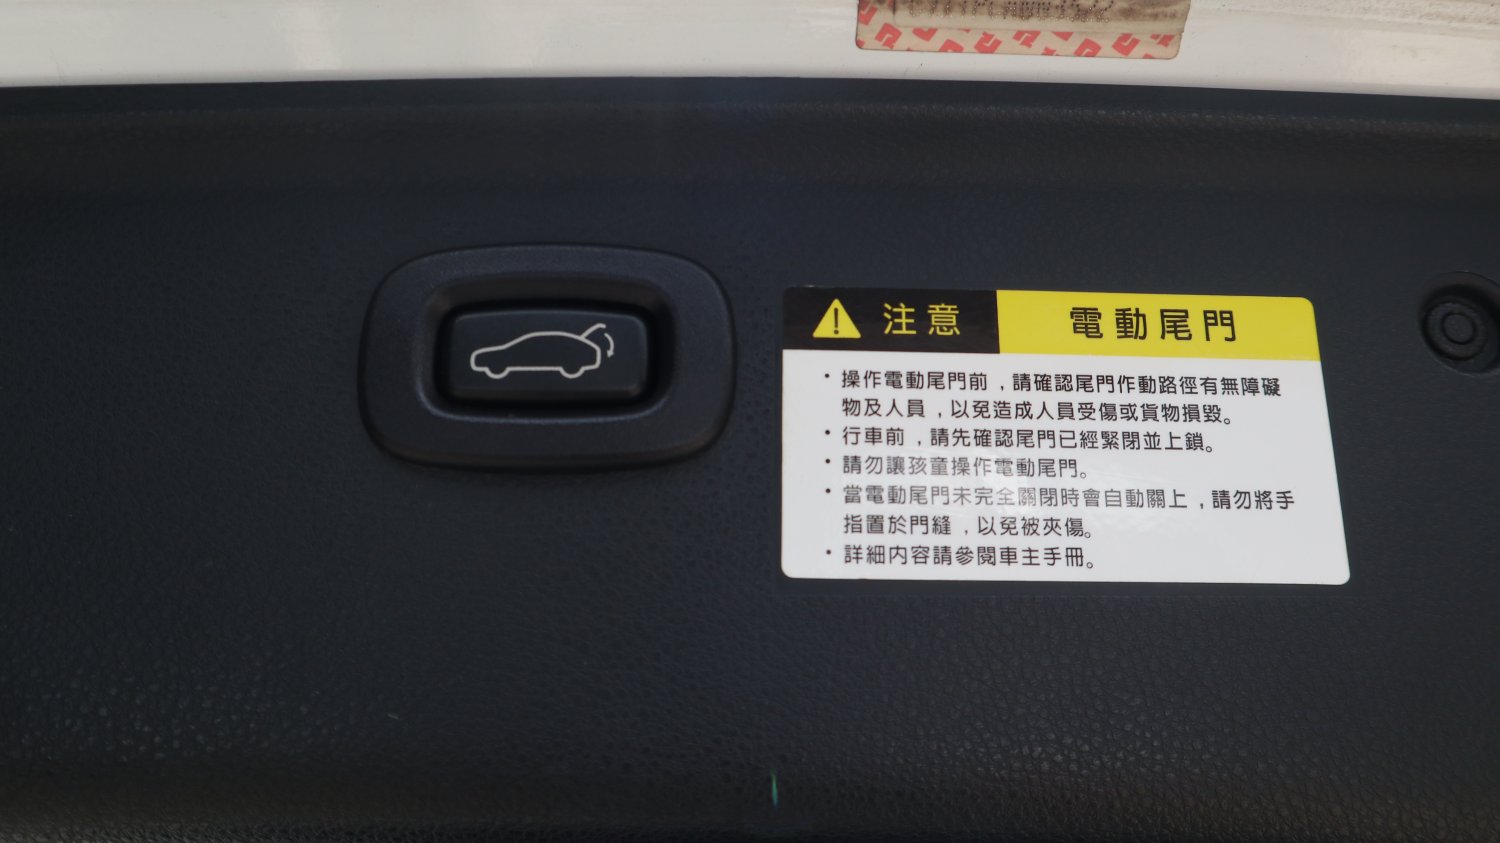 注意 電動尾門
・操作電動尾門前，請確認尾門作動路徑有無障礙
物及人員，以免造成人員受傷或貨物損毀。
・行車前，請先確認尾門已經緊閉並上鎖。
・請勿讓孩童操作電動尾門。
・當電動尾門未完全關閉時會自動關上，請勿將手
指置於門縫，以免被夾傷。
・詳細內容請參閱車主手冊。